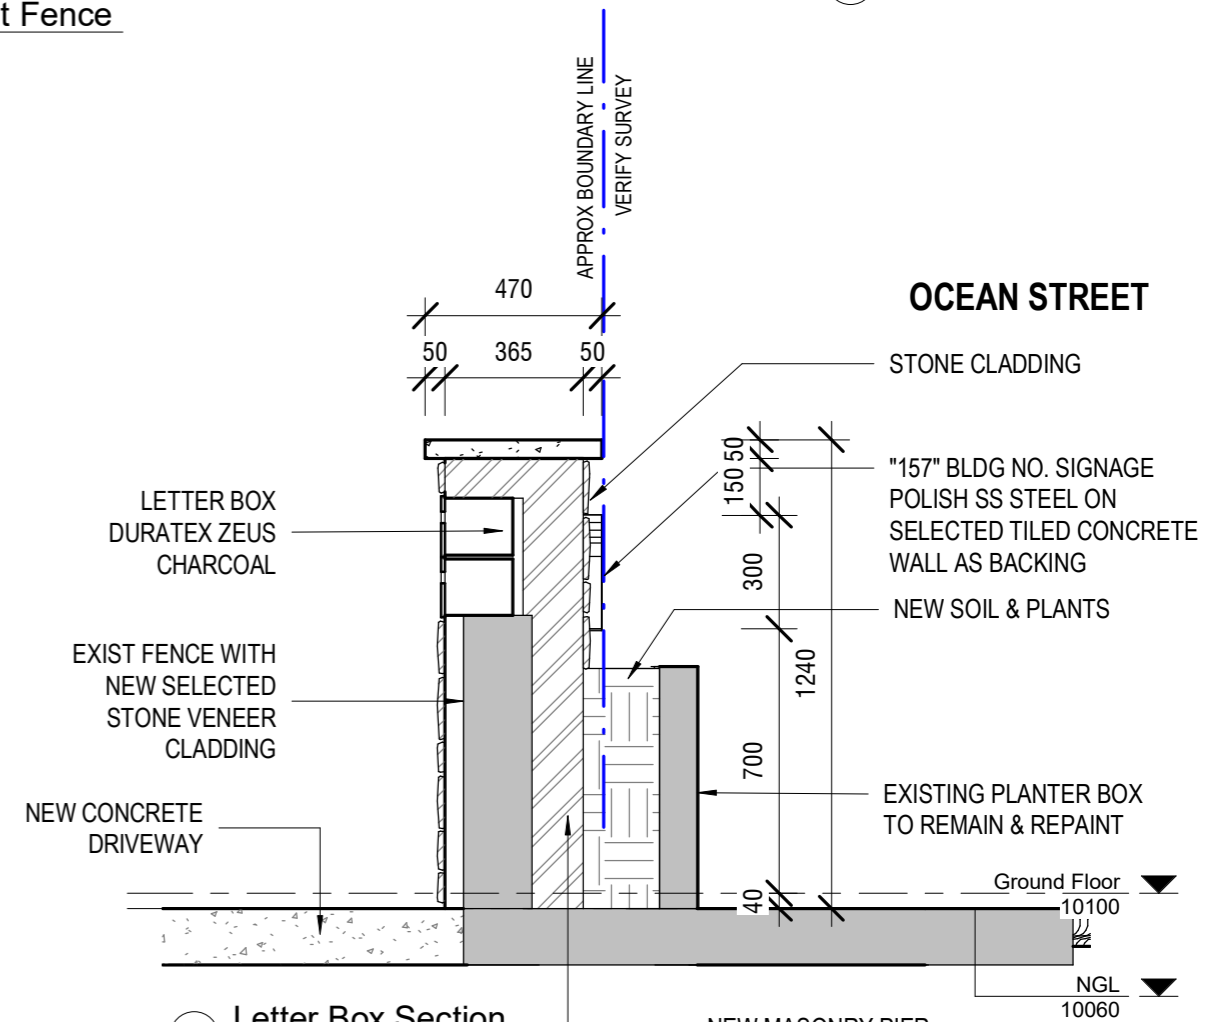 t Fence
APPROX BOUNDARY LINE
VERIFY SURVEY
470
50 365 50
OCEAN STREET
STONE CLADDING
"157" BLDG NO. SIGNAGE
POLISH SS STEEL ON
SELECTED TILED CONCRETE
WALL AS BACKING
NEW SOIL & PLANTS
LETTER BOX
DURATEX ZEUS
CHARCOAL
EXIST FENCE WITH
NEW SELECTED
STONE VENEER
CLADDING
NEW CONCRETE
DRIVEWAY
150 50
300
1240
700
40
EXISTING PLANTER BOX
TO REMAIN & REPAINT
Ground Floor
10100
NGL
10060
Letter Box Section
NEW MASONRY PIER